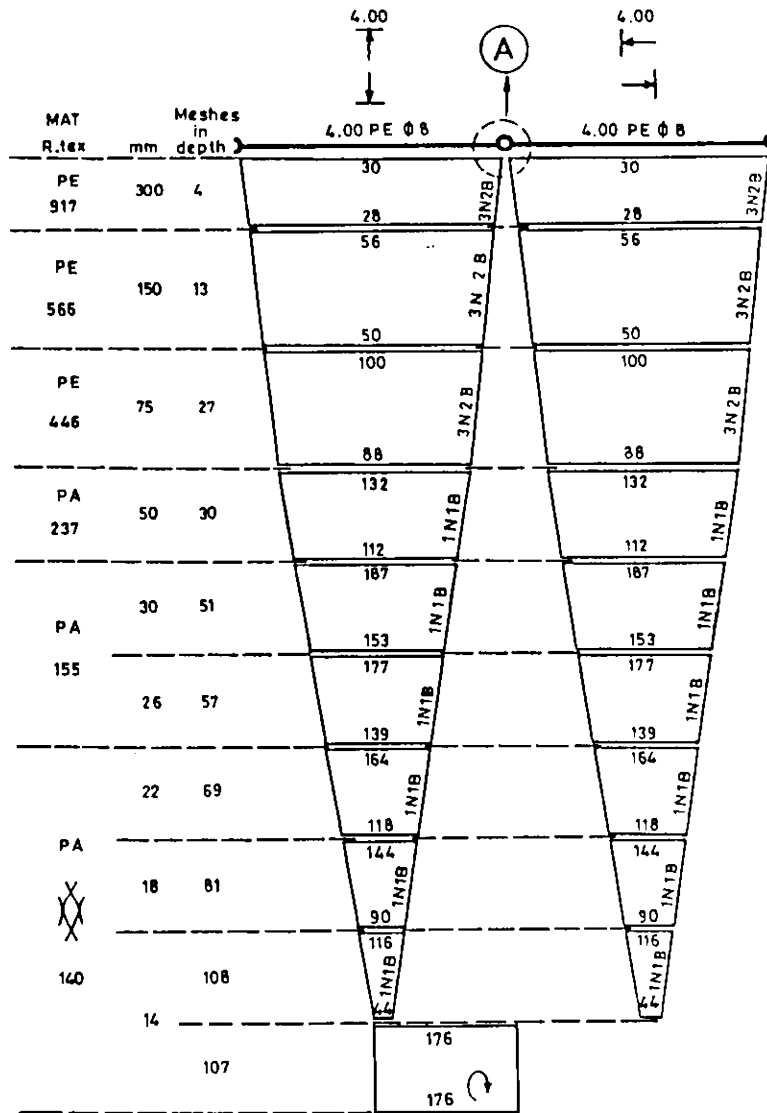 4.00 4.00
A
MAT Meshes
R.tex mm in
depth
4.00 PE Φ 8 4.00 PE Φ 8
PE 917 300 4 30 28 3N2B 30 28 3N2B
PE 566 150 13 56 50 3N2B 56 50 3N2B
PE 446 75 27 100 88 3N2B 100 88 3N2B
PA 237 50 30 132 112 1N1B 132 112 1N1B
PA 155 30 51 187 153 1N1B 187 153 1N1B
26 57 177 139 1N1B 177 139 1N1B
22 69 164 118 1N1B 164 118 1N1B
PA 18 81 144 90 1N1B 144 90 1N1B
140 14 108 116 44 1N1B 116 44 1N1B
107 176
176